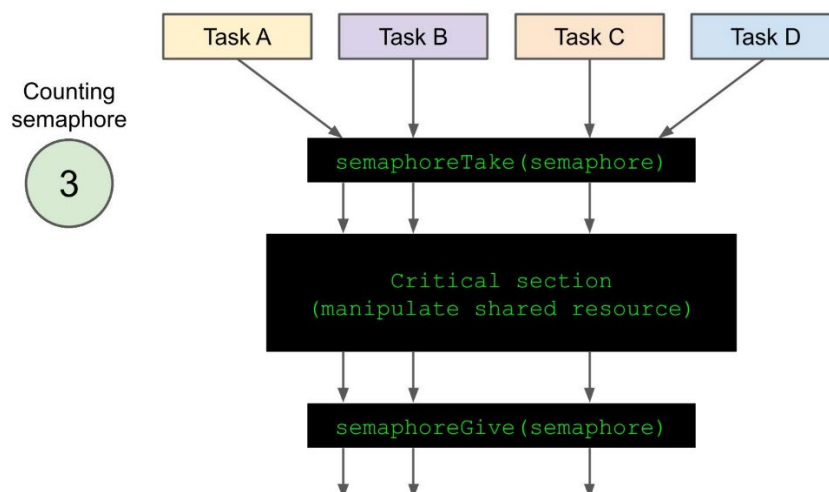 Task A
Task B
Task C
Task D
Counting
semaphore
3
semaphoreTake(semaphore)
Critical section
(manipulate shared resource)
semaphoreGive(semaphore)